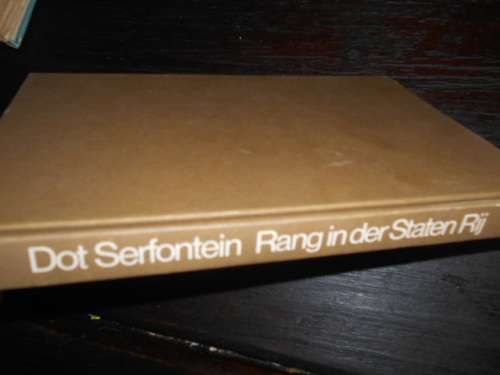 Dot Serfontein Rang in der Staten Rij